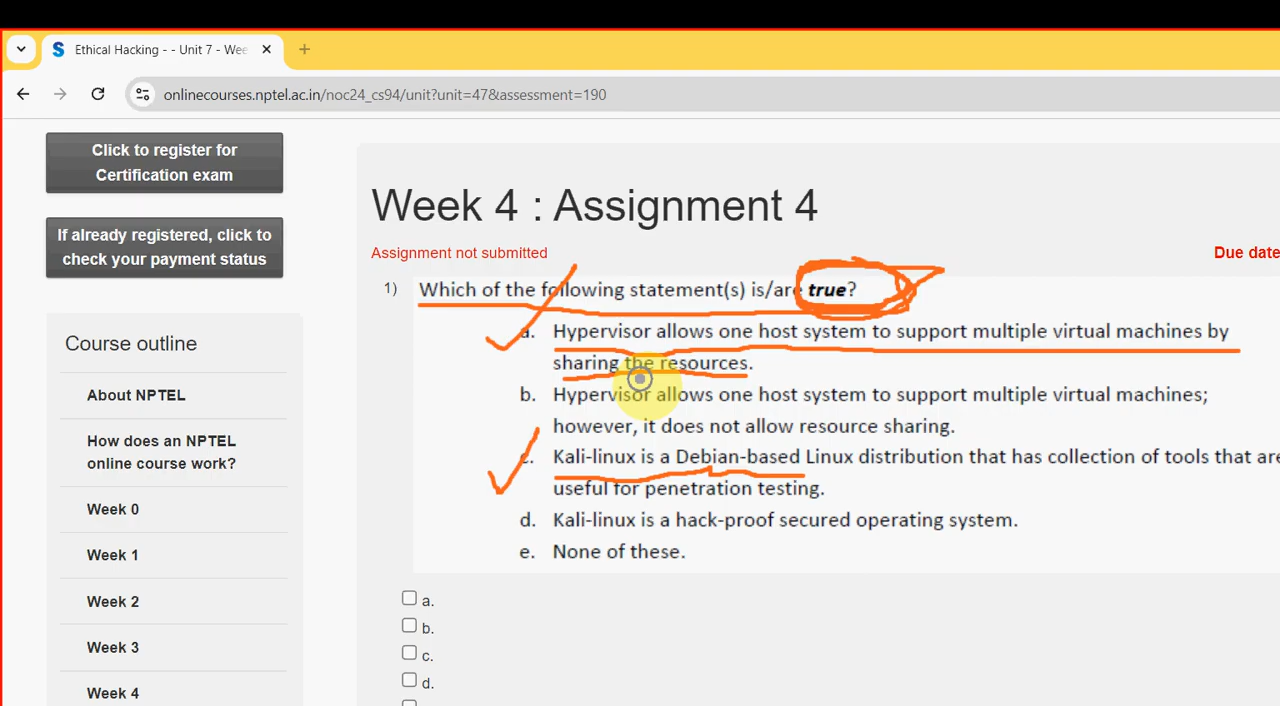 Ethical Hacking - - Unit 7 - Wee
onlinecourses.nptel.ac.in/noc24_cs94/unit?unit=47&assessment=190
Click to register for
Certification exam
If already registered, click to
check your payment status
Course outline
About NPTEL
How does an NPTEL
online course work?
Week 0
Week 1
Week 2
Week 3
Week 4
Week 4 : Assignment 4
Assignment not submitted
Due date
1) Which of the following statement(s) is/are true?
a. Hypervisor allows one host system to support multiple virtual machines by
sharing the resources.
b. Hypervisor allows one host system to support multiple virtual machines;
however, it does not allow resource sharing.
c. Kali-linux is a Debian-based Linux distribution that has collection of tools that are
useful for penetration testing.
d. Kali-linux is a hack-proof secured operating system.
e. None of these.
a.
b.
c.
d.